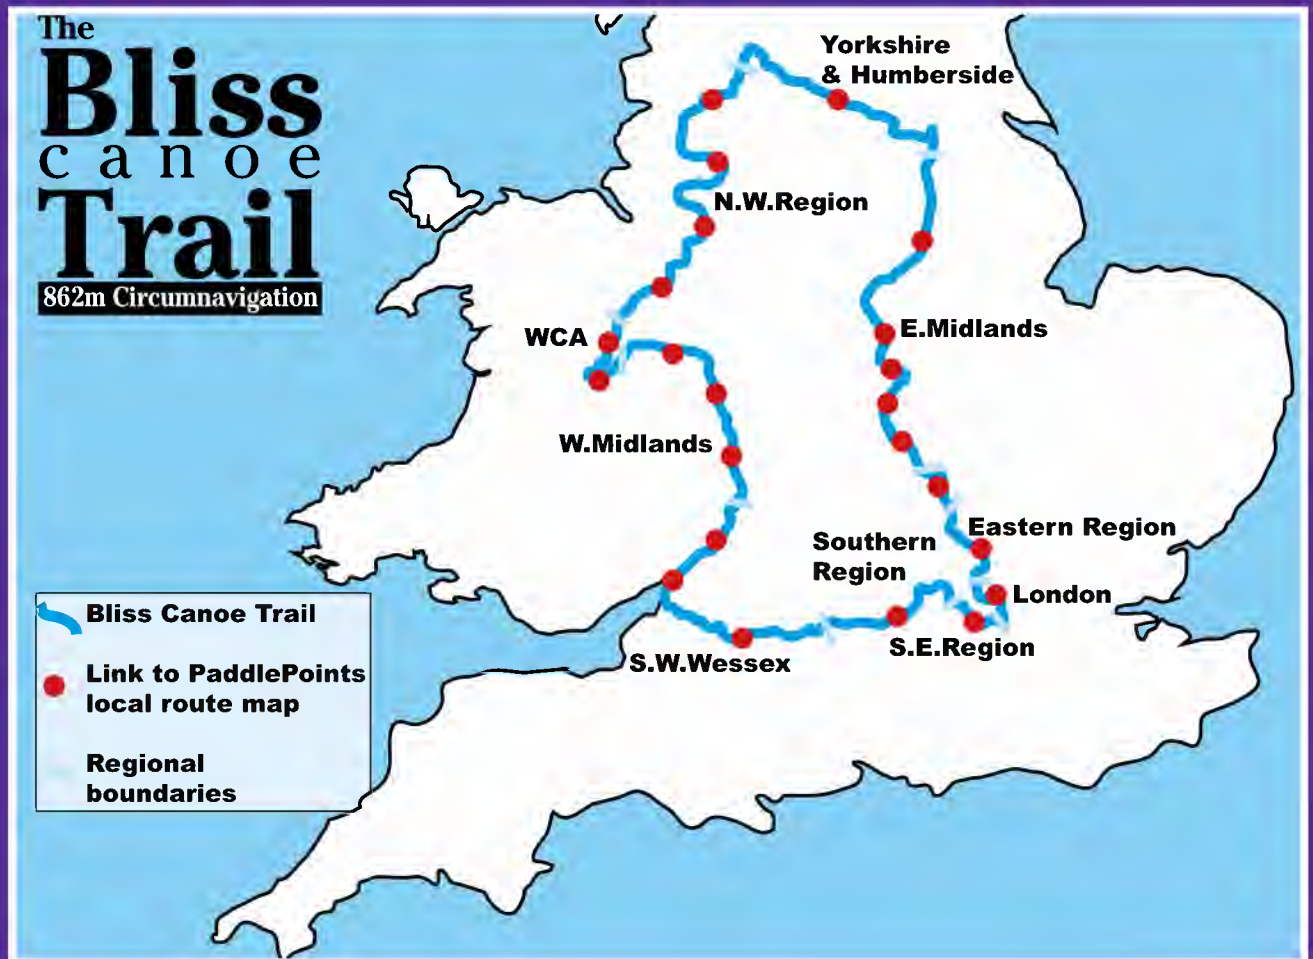 The
Bliss
canoe
Trail
862m Circumnavigation
Yorkshire
& Humberside
N.W.Region
WCA
E.Midlands
W.Midlands
Eastern Region
Southern
Region
London
S.E.Region
S.W.Wessex
Bliss Canoe Trail
Link to PaddlePoints
local route map
Regional
boundaries